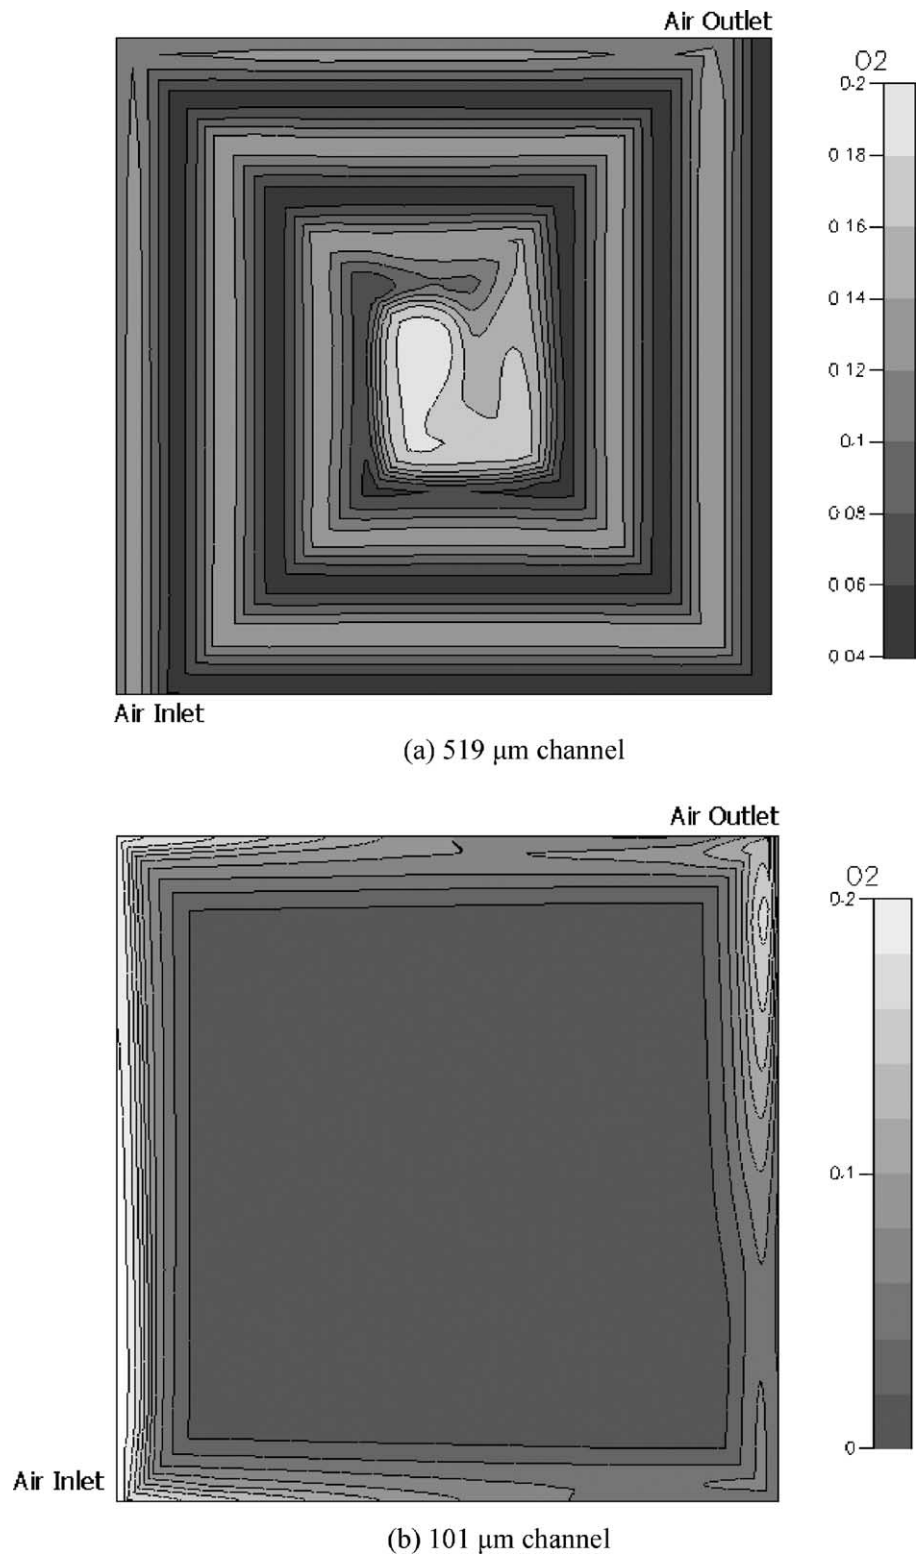 Air Outlet
O2
0.2
0.18
0.16
0.14
0.12
0.1
0.08
0.06
0.04
Air Inlet
(a) 519 μm channel
Air Outlet
O2
0.2
0.1
0
Air Inlet
(b) 101 μm channel